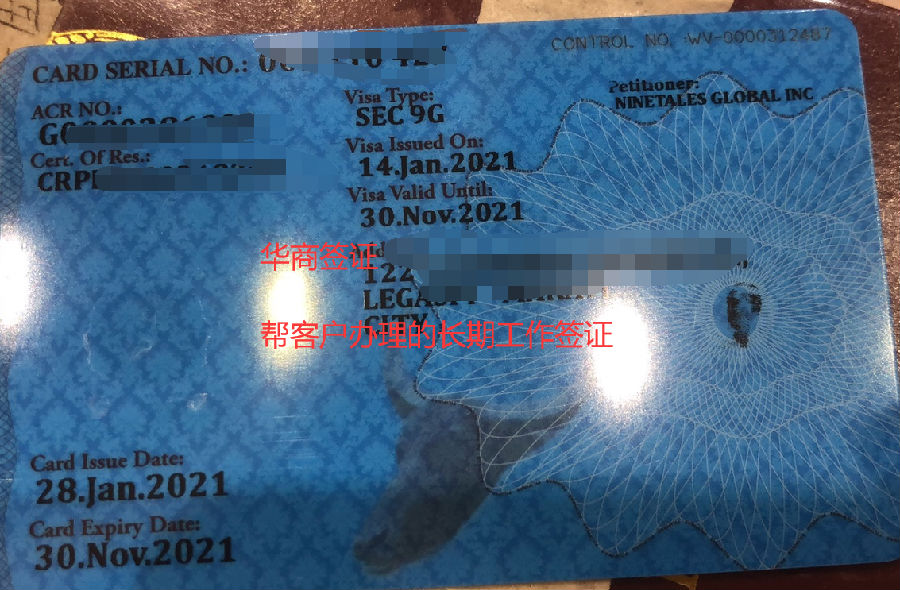 CONTROL NO. WV-0000312487
CARD SERIAL NO.:
Petitioner:
NINETALES GLOBAL INC
ACR NO.:
Visa Type:
SEC 9G
Cert. Of Res.:
CRP
Visa Issued On:
14.Jan.2021
Visa Valid Until:
30.Nov.2021
华商签证
122
CITY
帮客户办理的长期工作签证
Card Issue Date:
28.Jan.2021
Card Expiry Date:
30.Nov.2021